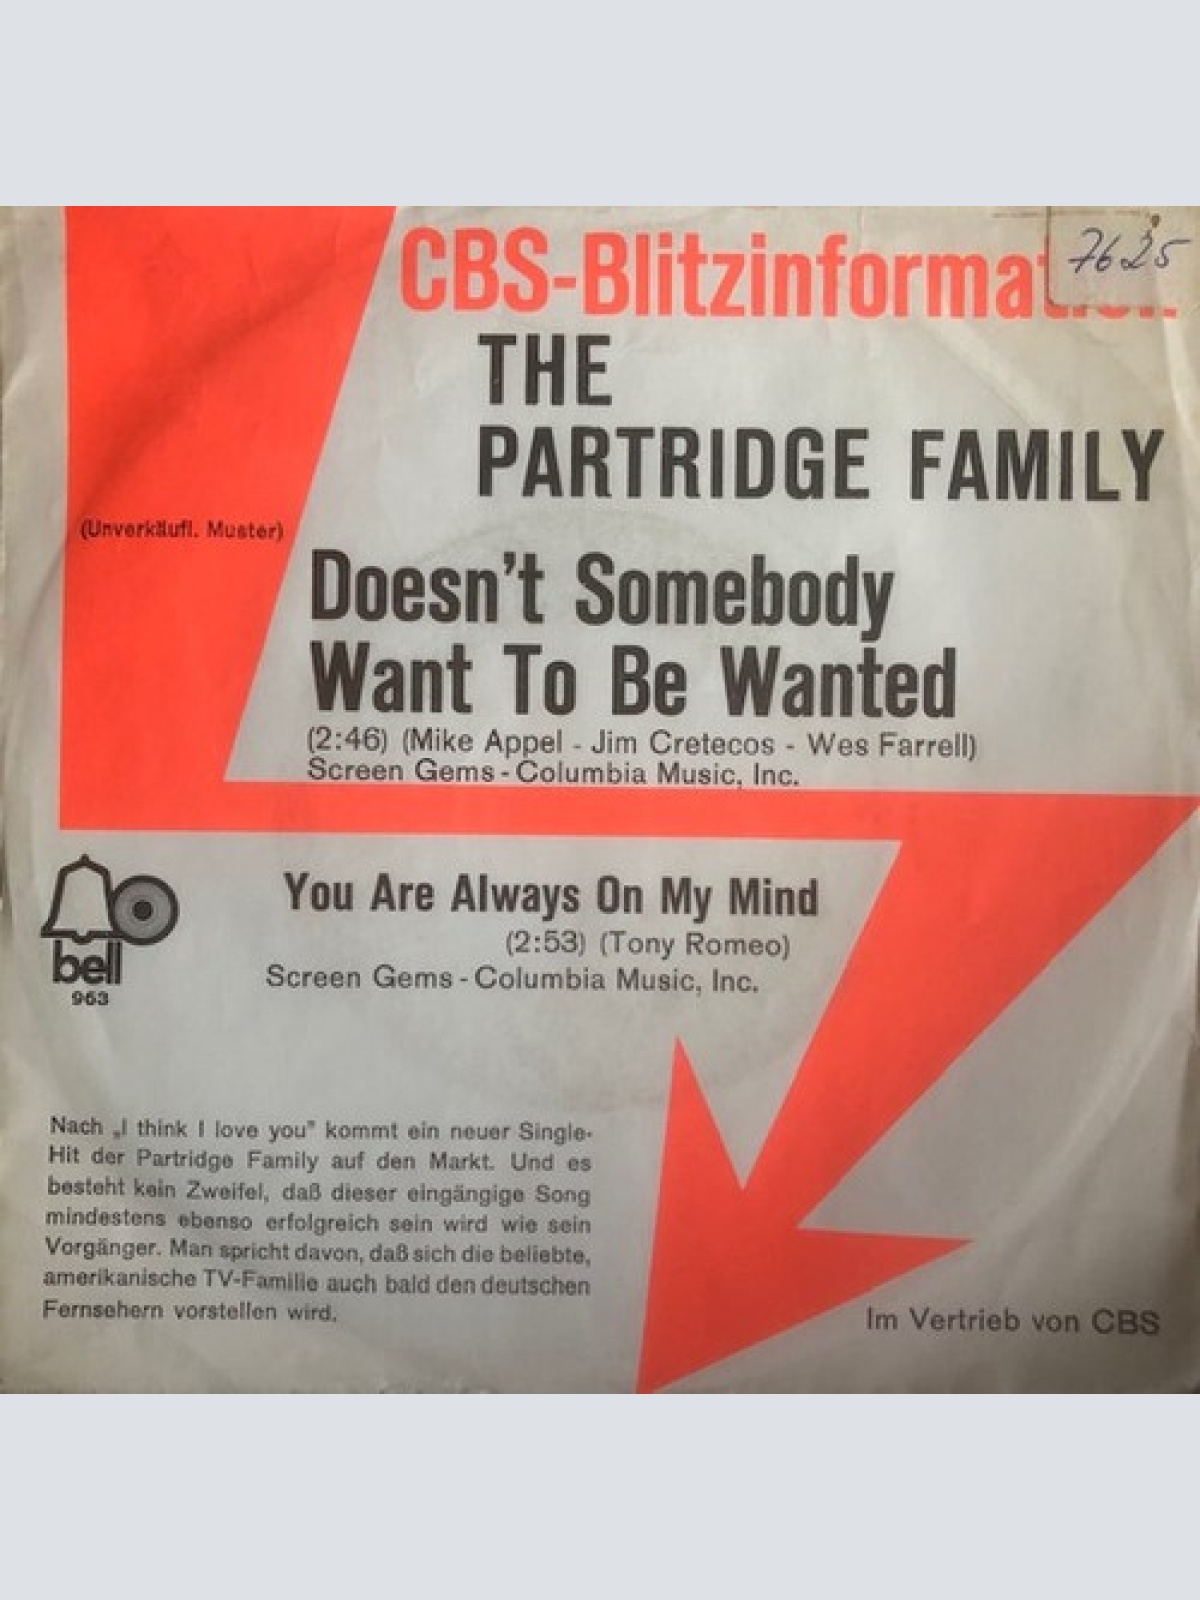 CBS-Blitzinformation
7625
THE
PARTRIDGE FAMILY
(Unverkäufl. Muster)
Doesn't Somebody
Want To Be Wanted
(2:46) (Mike Appel - Jim Cretecos - Wes Farrell)
Screen Gems - Columbia Music, Inc.
You Are Always On My Mind
(2:53) (Tony Romeo)
Screen Gems - Columbia Music, Inc.
bell
963
Nach „I think I love you" kommt ein neuer Single-
Hit der Partridge Family auf den Markt. Und es
besteht kein Zweifel, daß dieser eingängige Song
mindestens ebenso erfolgreich sein wird wie sein
Vorgänger. Man spricht davon, daß sich die beliebte,
amerikanische TV-Familie auch bald den deutschen
Fernsehern vorstellen wird.
Im Vertrieb von CBS